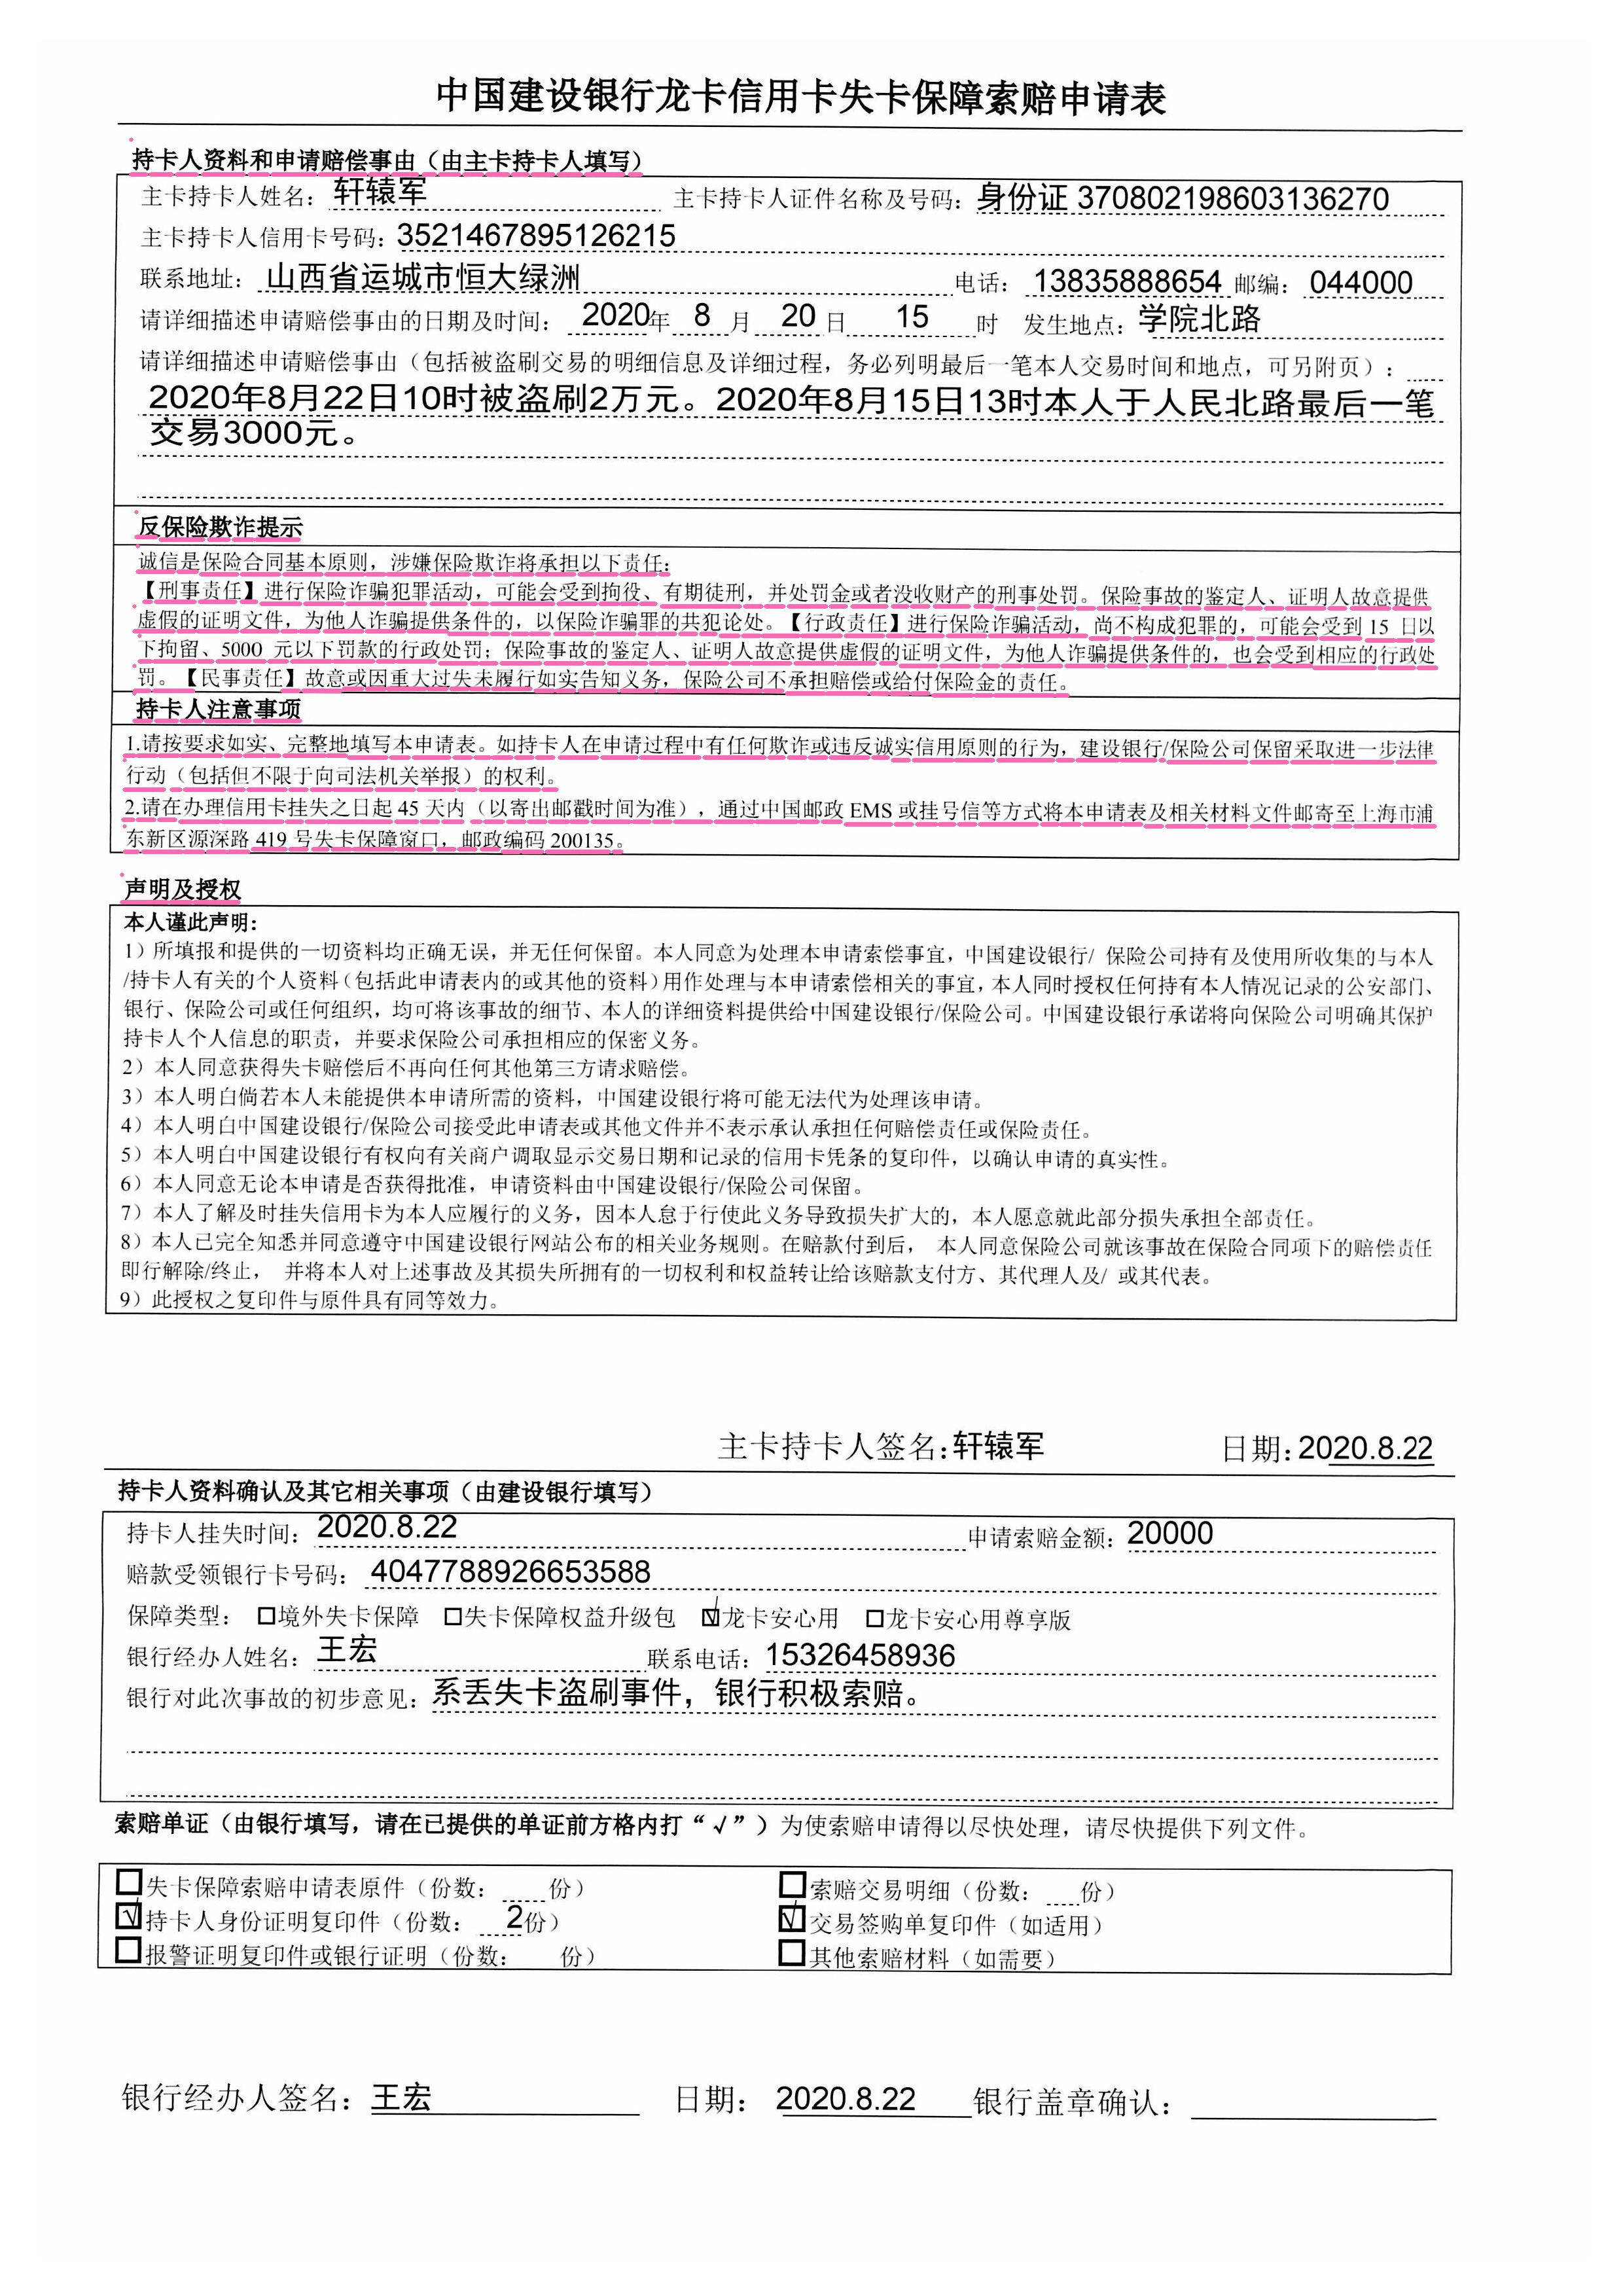 中国建设银行龙卡信用卡失卡保障索赔申请表
持卡人资料和申请赔偿事由（由主卡持卡人填写）
主卡持卡人姓名：轩辕军 主卡持卡人证件名称及号码：身份证 370802198603136270
主卡持卡人信用卡号码：3521467895126215
联系地址：山西省运城市恒大绿洲 电话：13835888654 邮编：044000
请详细描述申请赔偿事由的日期及时间：2020年 8 月 20 日 15 时 发生地点：学院北路
请详细描述申请赔偿事由（包括被盗刷交易的明细信息及详细过程，务必列明最后一笔本人交易时间和地点，可另附页）：
2020年8月22日10时被盗刷2万元。2020年8月15日13时本人于人民北路最后一笔
交易3000元。
反保险欺诈提示
诚信是保险合同基本原则，涉嫌保险欺诈将承担以下责任：
【刑事责任】进行保险诈骗犯罪活动，可能会受到拘役、有期徒刑，并处罚金或者没收财产的刑事处罚。保险事故的鉴定人、证明人故意提供
虚假的证明文件，为他人诈骗提供条件的，以保险诈骗罪的共犯论处。【行政责任】进行保险诈骗活动，尚不构成犯罪的，可能会受到 15 日以
下拘留、5000 元以下罚款的行政处罚；保险事故的鉴定人、证明人故意提供虚假的证明文件，为他人诈骗提供条件的，也会受到相应的行政处
罚。【民事责任】故意或因重大过失未履行如实告知义务，保险公司不承担赔偿或给付保险金的责任。
持卡人注意事项
1.请按要求如实、完整地填写本申请表。如持卡人在申请过程中有任何欺诈或违反诚实信用原则的行为，建设银行/保险公司保留采取进一步法律
行动（包括但不限于向司法机关举报）的权利。
2.请在办理信用卡挂失之日起 45 天内（以寄出邮戳时间为准），通过中国邮政 EMS 或挂号信等方式将本申请表及相关材料文件邮寄至上海市浦
东新区源深路 419 号失卡保障窗口，邮政编码 200135。
声明及授权
本人谨此声明：
1）所填报和提供的一切资料均正确无误，并无任何保留。本人同意为处理本申请索偿事宜，中国建设银行/ 保险公司持有及使用所收集的与本人
/持卡人有关的个人资料（包括此申请表内的或其他的资料）用作处理与本申请索偿相关的事宜，本人同时授权任何持有本人情况记录的公安部门、
银行、保险公司或任何组织，均可将该事故的细节、本人的详细资料提供给中国建设银行/保险公司。中国建设银行承诺将向保险公司明确其保护
持卡人个人信息的职责，并要求保险公司承担相应的保密义务。
2）本人同意获得失卡赔偿后不再向任何其他第三方请求赔偿。
3）本人明白倘若本人未能提供本申请所需的资料，中国建设银行将可能无法代为处理该申请。
4）本人明白中国建设银行/保险公司接受此申请表或其他文件并不表示承认承担任何赔偿责任或保险责任。
5）本人明白中国建设银行有权向有关商户调取显示交易日期和记录的信用卡凭条的复印件，以确认申请的真实性。
6）本人同意无论本申请是否获得批准，申请资料由中国建设银行/保险公司保留。
7）本人了解及时挂失信用卡为本人应履行的义务，因本人怠于行使此义务导致损失扩大的，本人愿意就此部分损失承担全部责任。
8）本人已完全知悉并同意遵守中国建设银行网站公布的相关业务规则。在赔款付到后， 本人同意保险公司就该事故在保险合同项下的赔偿责任
即行解除/终止， 并将本人对上述事故及其损失所拥有的一切权利和权益转让给该赔款支付方、其代理人及/ 或其代表。
9）此授权之复印件与原件具有同等效力。
主卡持卡人签名：轩辕军 日期：2020.8.22
持卡人资料确认及其它相关事项（由建设银行填写）
持卡人挂失时间：2020.8.22 申请索赔金额：20000
赔款受领银行卡号码：4047788926653588
保障类型：□境外失卡保障 □失卡保障权益升级包 ☑龙卡安心用 □龙卡安心用尊享版
银行经办人姓名：王宏 联系电话：15326458936
银行对此次事故的初步意见：系丢失卡盗刷事件，银行积极索赔。
索赔单证（由银行填写，请在已提供的单证前方格内打“√”）为使索赔申请得以尽快处理，请尽快提供下列文件。
□失卡保障索赔申请表原件（份数： 份） □索赔交易明细（份数： 份）
☑持卡人身份证明复印件（份数：2份） ☑交易签购单复印件（如适用）
□报警证明复印件或银行证明（份数： 份） □其他索赔材料（如需要）
银行经办人签名：王宏 日期：2020.8.22 银行盖章确认：